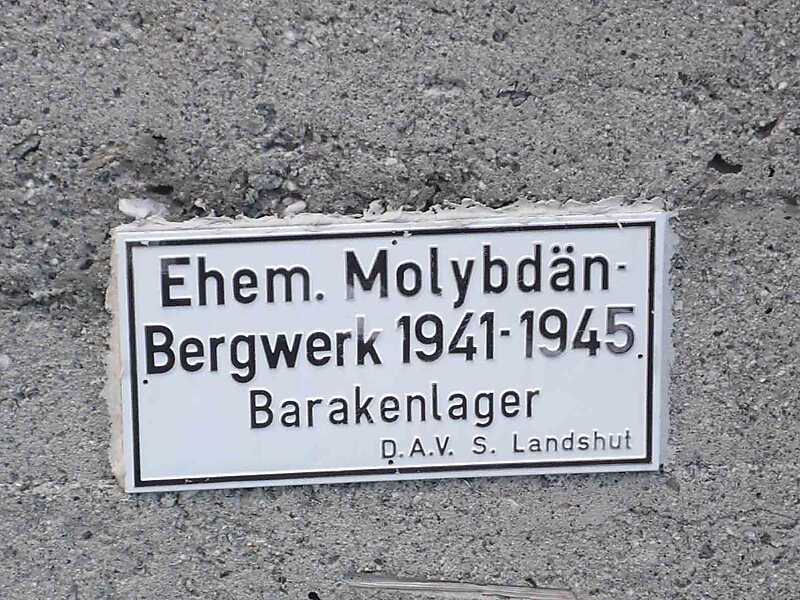 Ehem. Molybdän-
Bergwerk 1941-1945
Barakenlager
D.A.V. S. Landshut